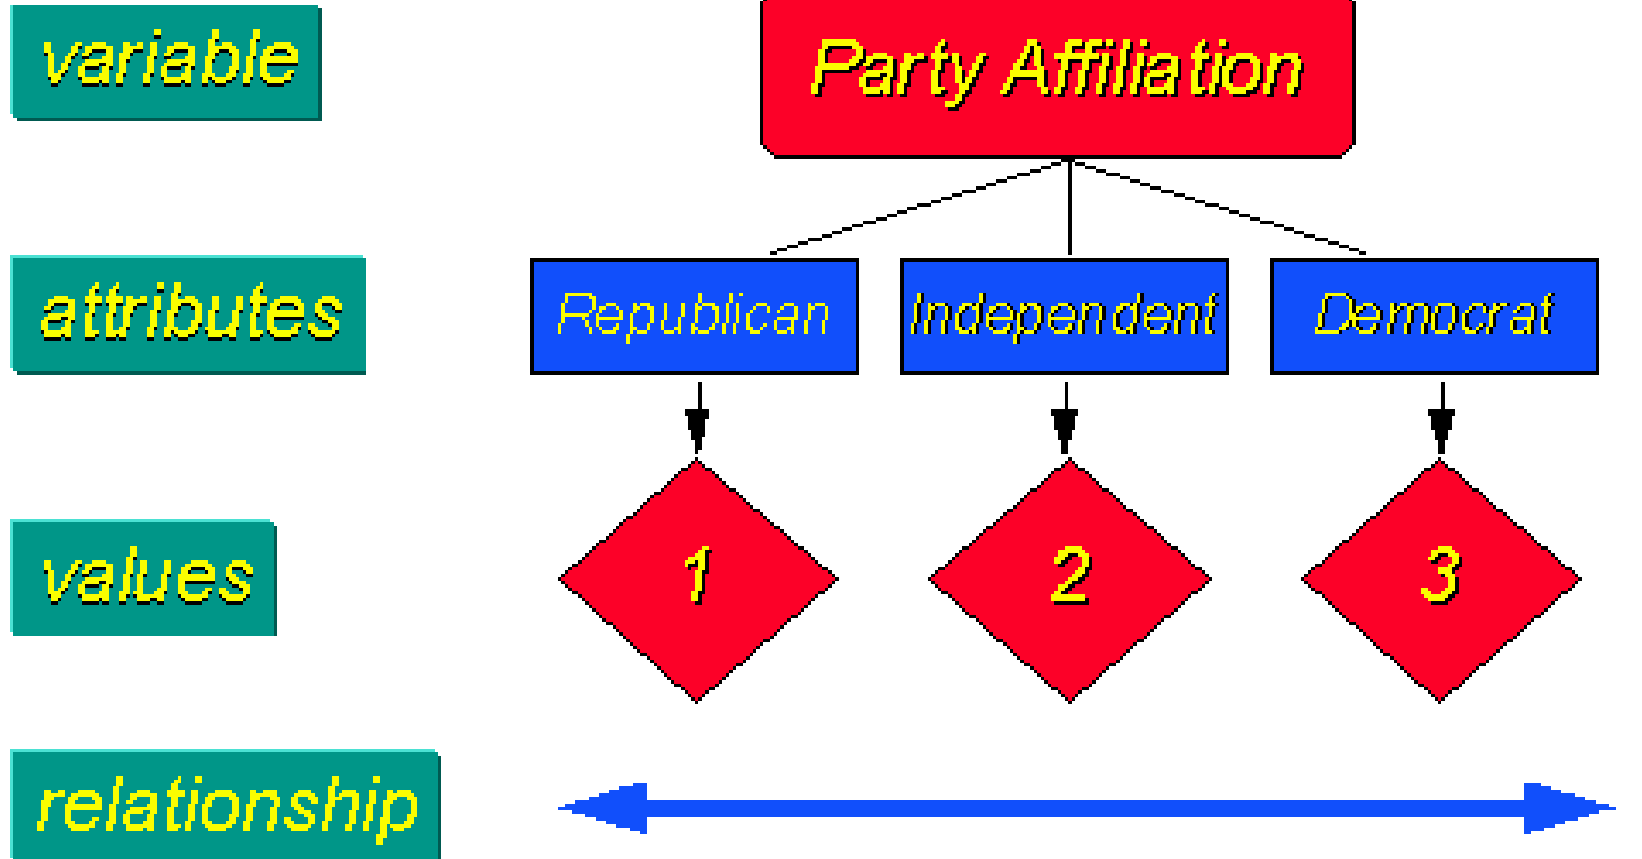 variable
Party Affiliation
attributes
Republican
Independent
Democrat
values
1
2
3
relationship